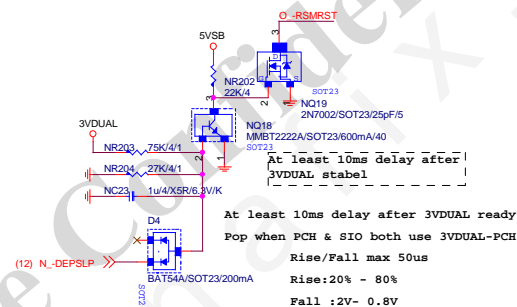 O_-RSMRST
3
5VSB
D
G
S
NR202
22K/4
SOT23
2
NQ19
2N7002/SOT23/25pF/5
3
NQ18
MMBT2222A/SOT23/600mA/40
SOT23
3VDUAL
NR203
75K/4/1
2
1
At least 10ms delay after
3VDUAL stabel
NR204
27K/4/1
NC23
1u/4/X5R/6.3V/K
At least 10ms delay after 3VDUAL ready
D4
Pop when PCH & SIO both use 3VDUAL-PCH
Rise/Fall max 50us
(12) N_-DEPSLP
BAT54A/SOT23/200mA
Rise:20% - 80%
SOT23
Fall :2V- 0.8V